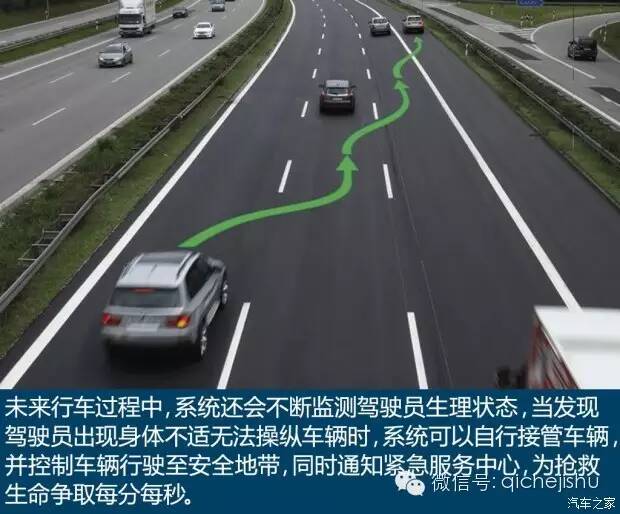 未来行车过程中，系统还会不断监测驾驶员生理状态，当发现
驾驶员出现身体不适无法操纵车辆时，系统可以自行接管车辆，
并控制车辆行驶至安全地带，同时通知紧急服务中心，为抢救
生命争取每分每秒。
微信号: qichejishu
汽车之家